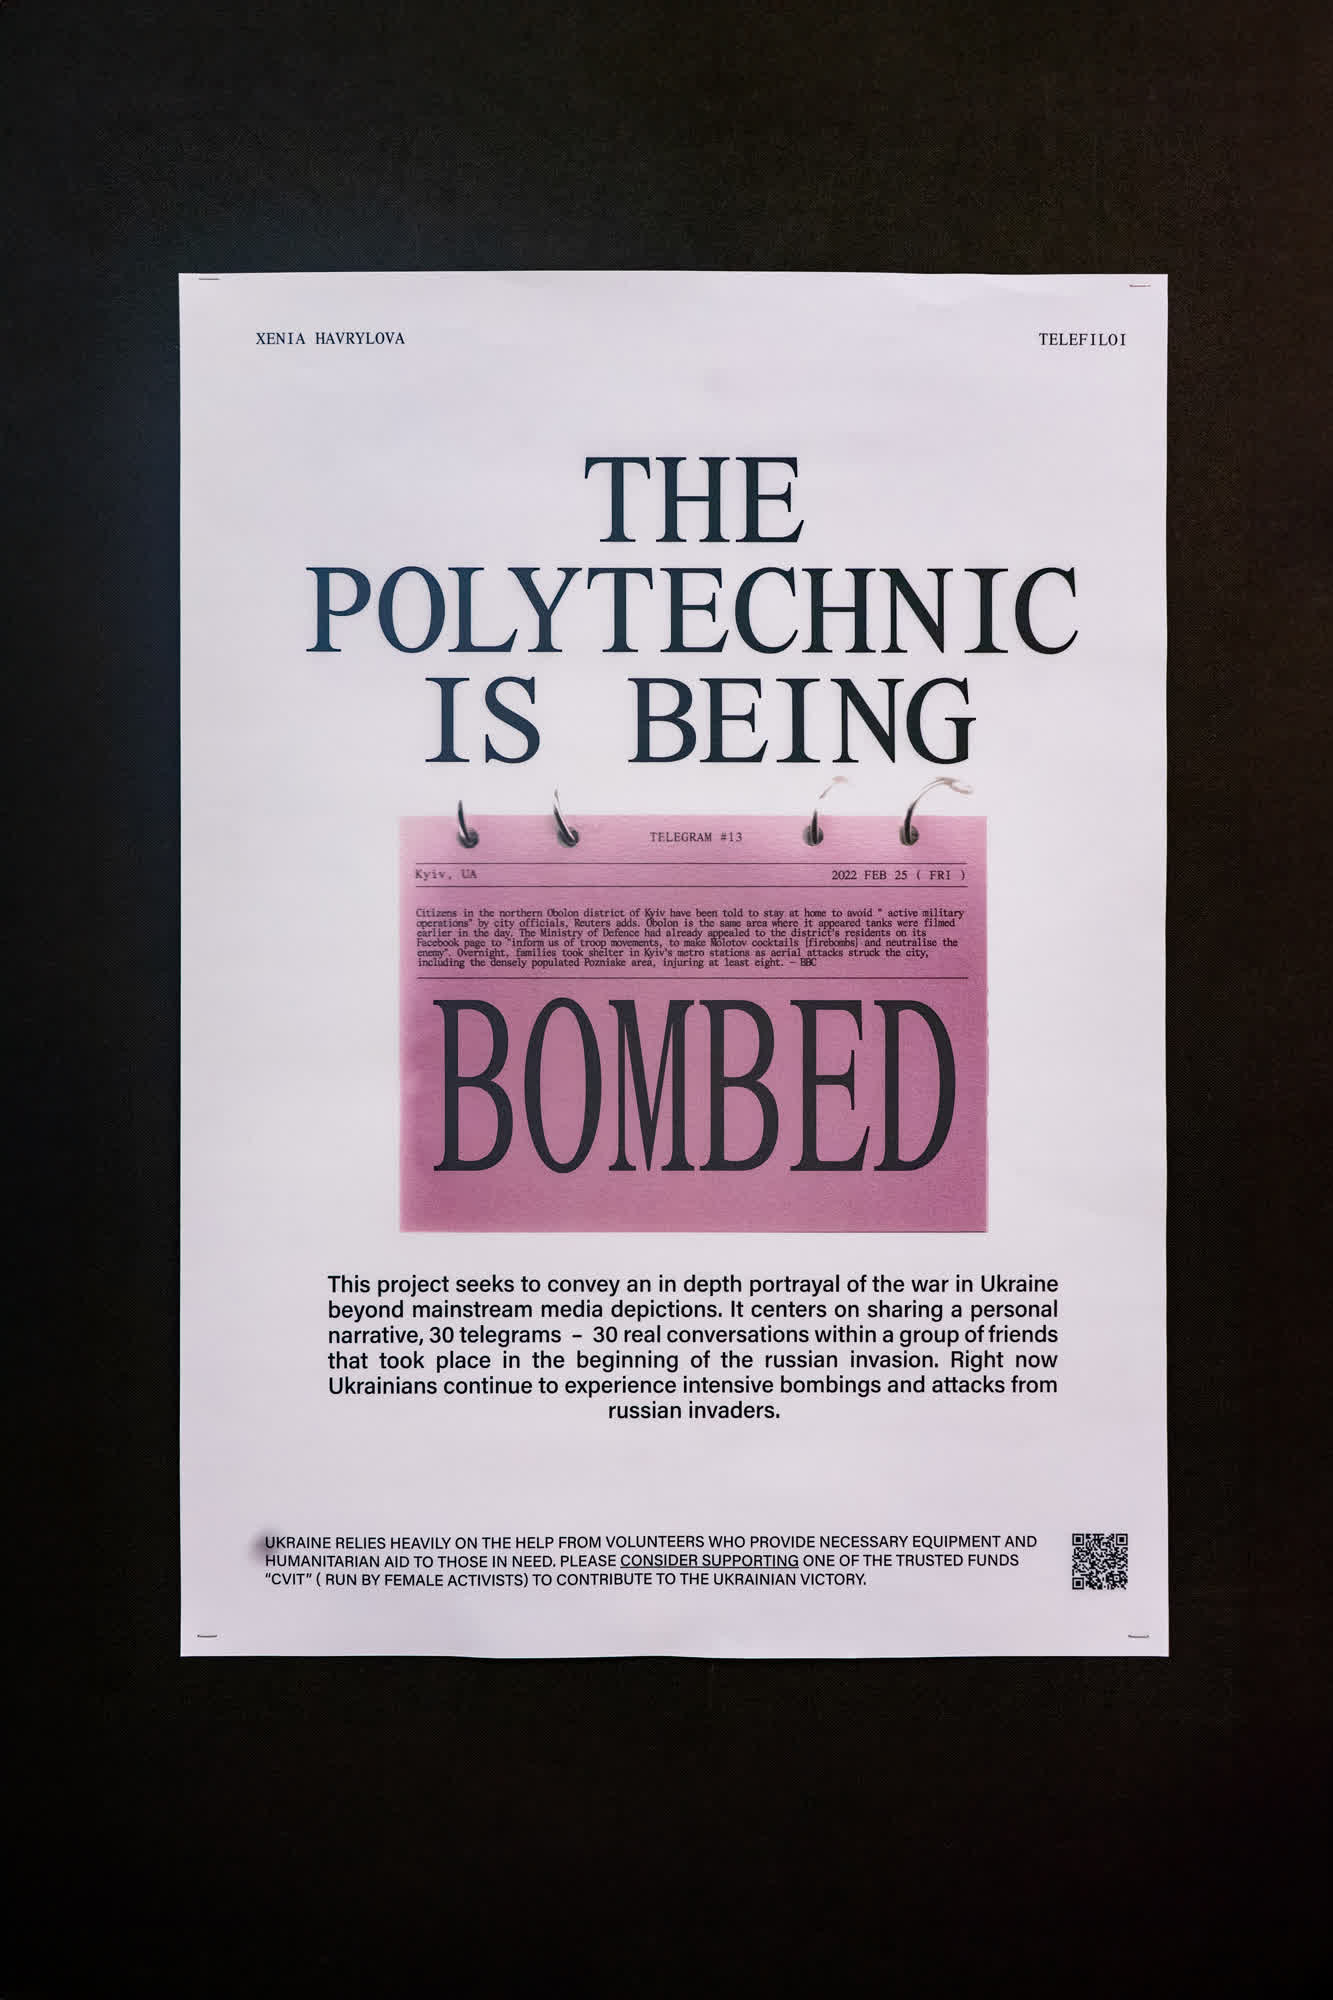 XENIA HAVRYLOVA
TELEFILOI
THE
POLYTECHNIC
IS BEING
TELEGRAM #13
Kyiv, UA
2022 FEB 25 ( FRI )
Citizens in the northern Obolon district of Kyiv have been told to stay at home to avoid " active military
operations" by city officials, Reuters adds. Obolon is the same area where it appeared tanks were filmed
earlier in the day. The Ministry of Defence had already appealed to the district's residents on its
Facebook page to "inform us of troop movements, to make Molotov cocktails [firebombs] and neutralise the
enemy". Overnight, families took shelter in Kyiv's metro stations as aerial attacks struck the city,
including the densely populated Pozniake area, injuring at least eight. – BBC
BOMBED
This project seeks to convey an in depth portrayal of the war in Ukraine
beyond mainstream media depictions. It centers on sharing a personal
narrative, 30 telegrams – 30 real conversations within a group of friends
that took place in the beginning of the russian invasion. Right now
Ukrainians continue to experience intensive bombings and attacks from
russian invaders.
UKRAINE RELIES HEAVILY ON THE HELP FROM VOLUNTEERS WHO PROVIDE NECESSARY EQUIPMENT AND
HUMANITARIAN AID TO THOSE IN NEED. PLEASE CONSIDER SUPPORTING ONE OF THE TRUSTED FUNDS
"CVIT" ( RUN BY FEMALE ACTIVISTS) TO CONTRIBUTE TO THE UKRAINIAN VICTORY.